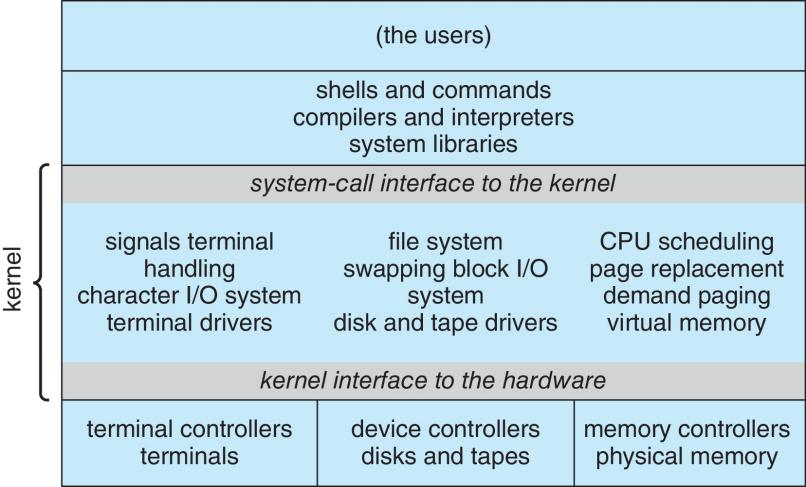 (the users)
shells and commands
compilers and interpreters
system libraries
system-call interface to the kernel
kernel
signals terminal
handling
character I/O system
terminal drivers
file system
swapping block I/O
system
disk and tape drivers
CPU scheduling
page replacement
demand paging
virtual memory
kernel interface to the hardware
terminal controllers
terminals
device controllers
disks and tapes
memory controllers
physical memory